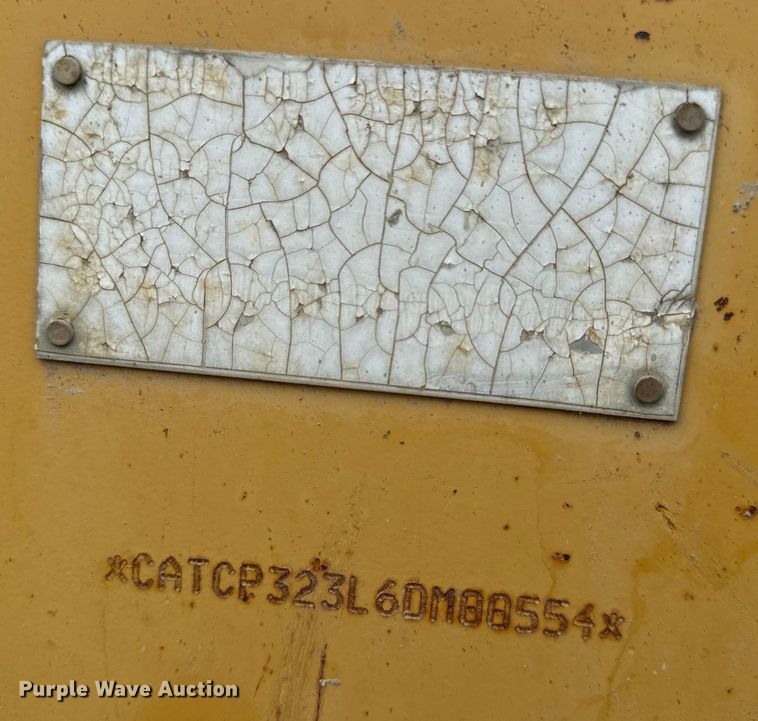 *CATCP323L6DM00554*
Purple Wave Auction